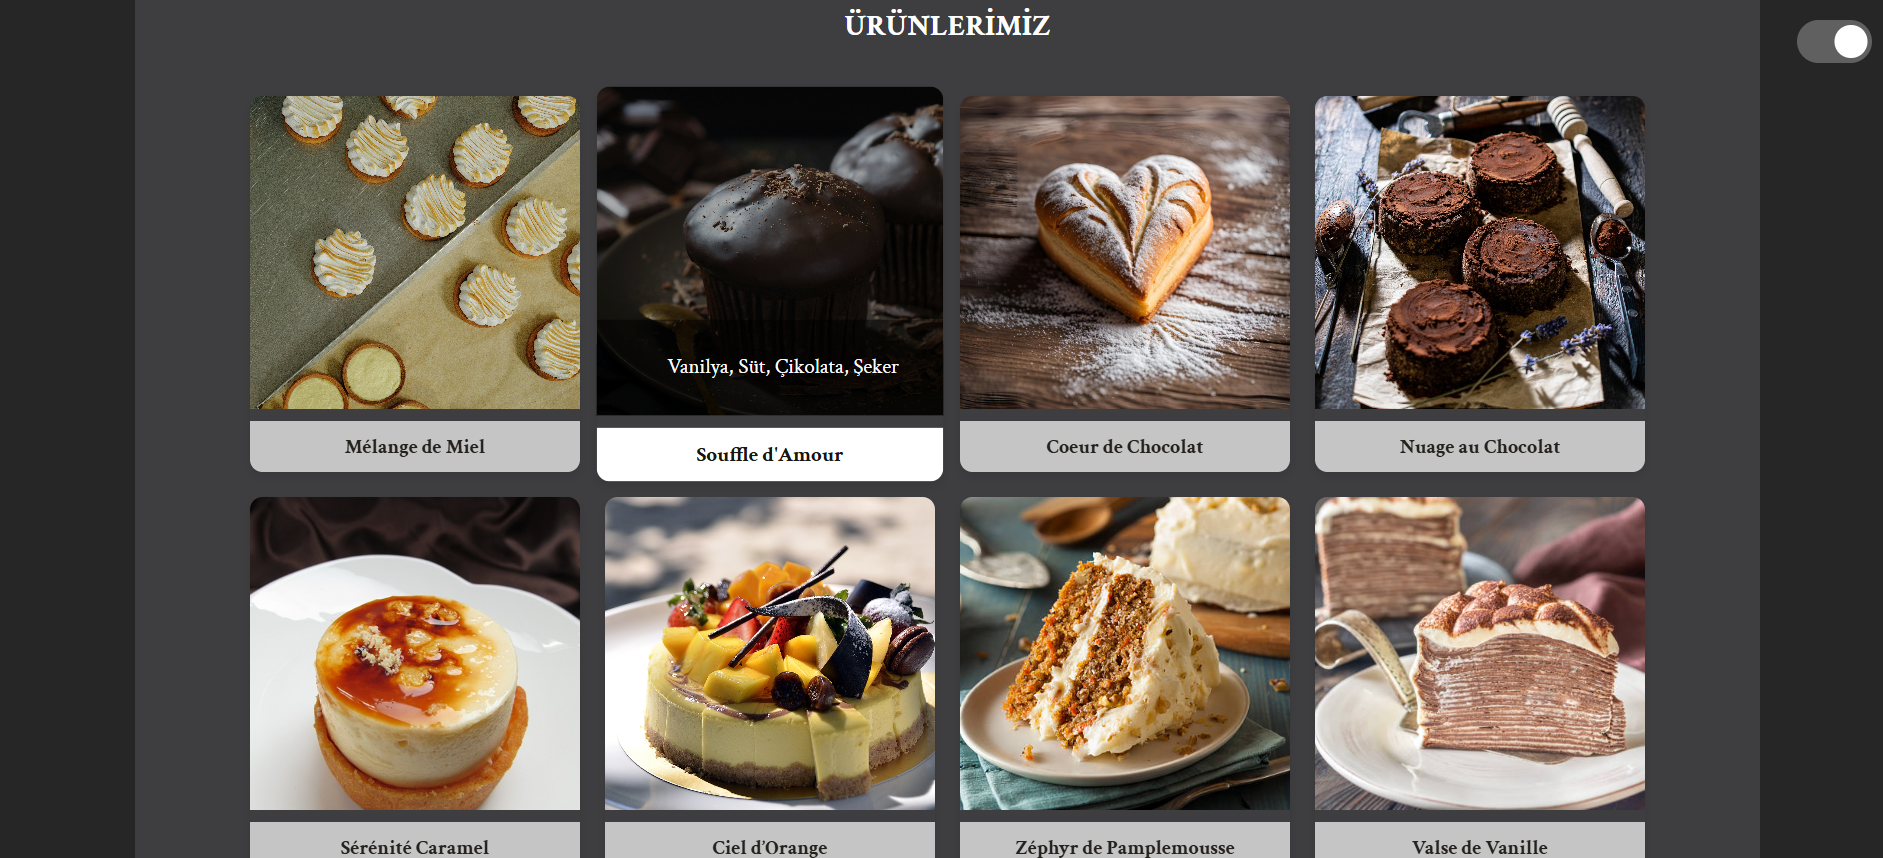 ÜRÜNLERİMİZ
Vanilya, Süt, Çikolata, Şeker
Mélange de Miel
Souffle d'Amour
Coeur de Chocolat
Nuage au Chocolat
Sérénité Caramel
Ciel d’Orange
Zéphyr de Pamplemousse
Valse de Vanille